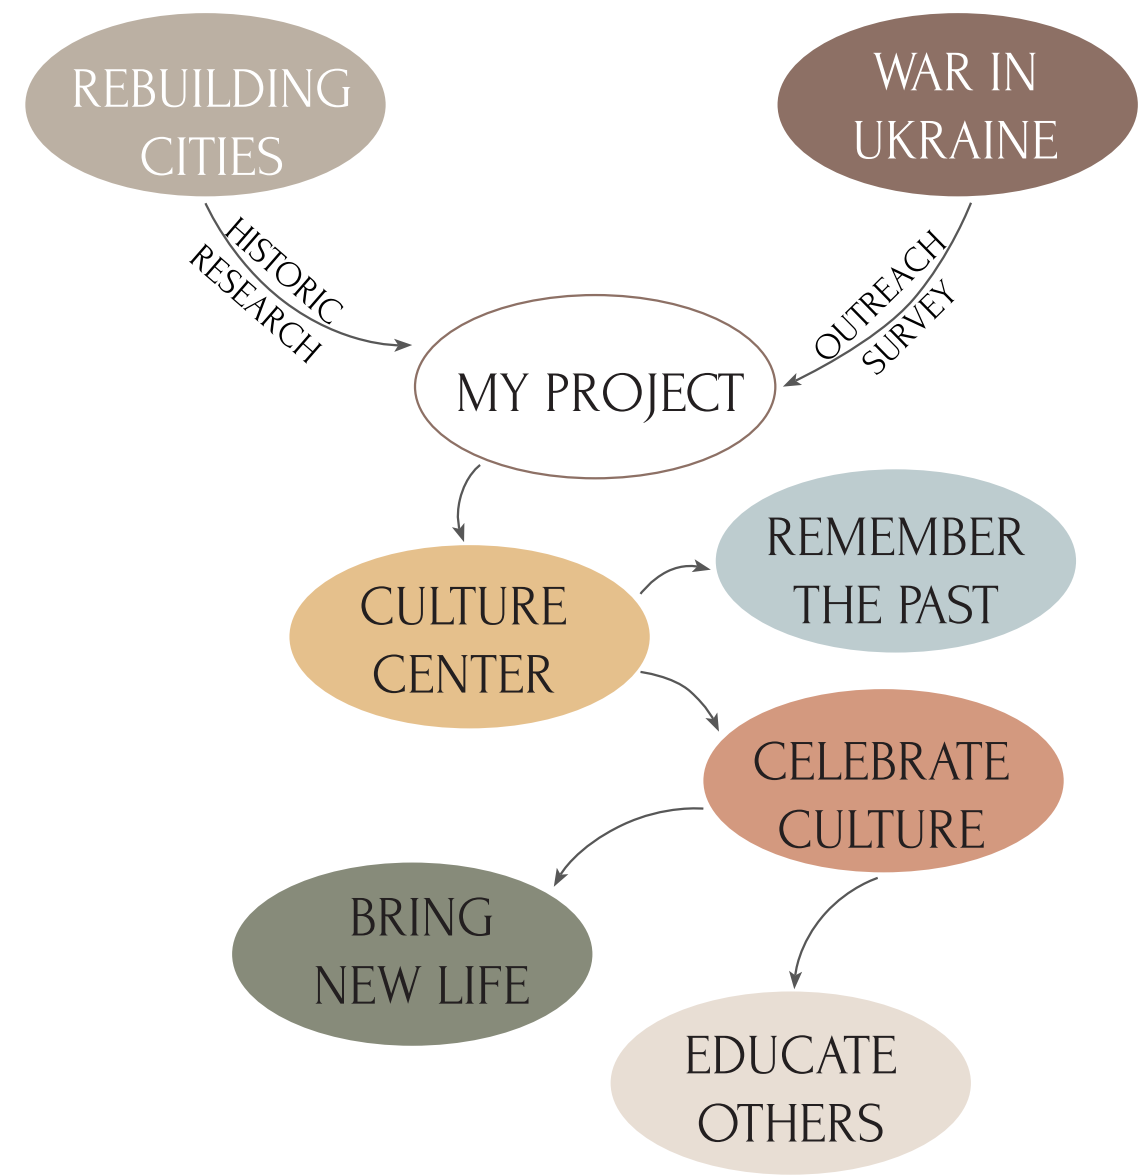 REBUILDING
CITIES
WAR IN
UKRAINE
HISTORIC
RESEARCH
OUTREACH
SURVEY
MY PROJECT
CULTURE
CENTER
REMEMBER
THE PAST
CELEBRATE
CULTURE
BRING
NEW LIFE
EDUCATE
OTHERS